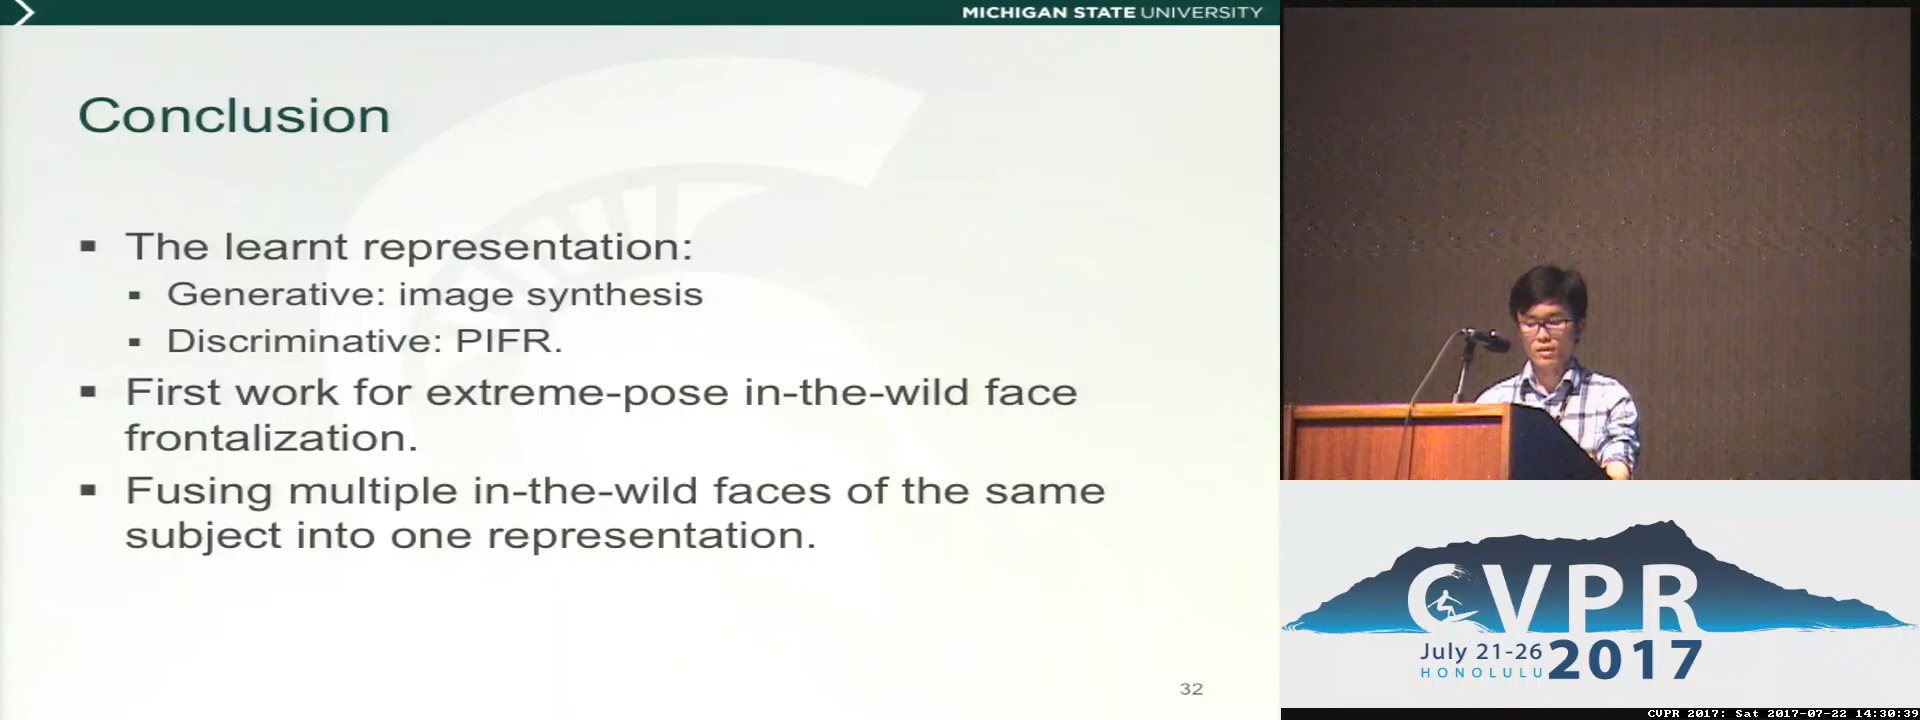 MICHIGAN STATE UNIVERSITY
Conclusion
▪ The learnt representation:
▪ Generative: image synthesis
▪ Discriminative: PIFR.
▪ First work for extreme-pose in-the-wild face
frontalization.
▪ Fusing multiple in-the-wild faces of the same
subject into one representation.
32
CVPR
July 21-26
HONOLULU
2017
CVPR 2017: Sat 2017-07-22 14:30:39